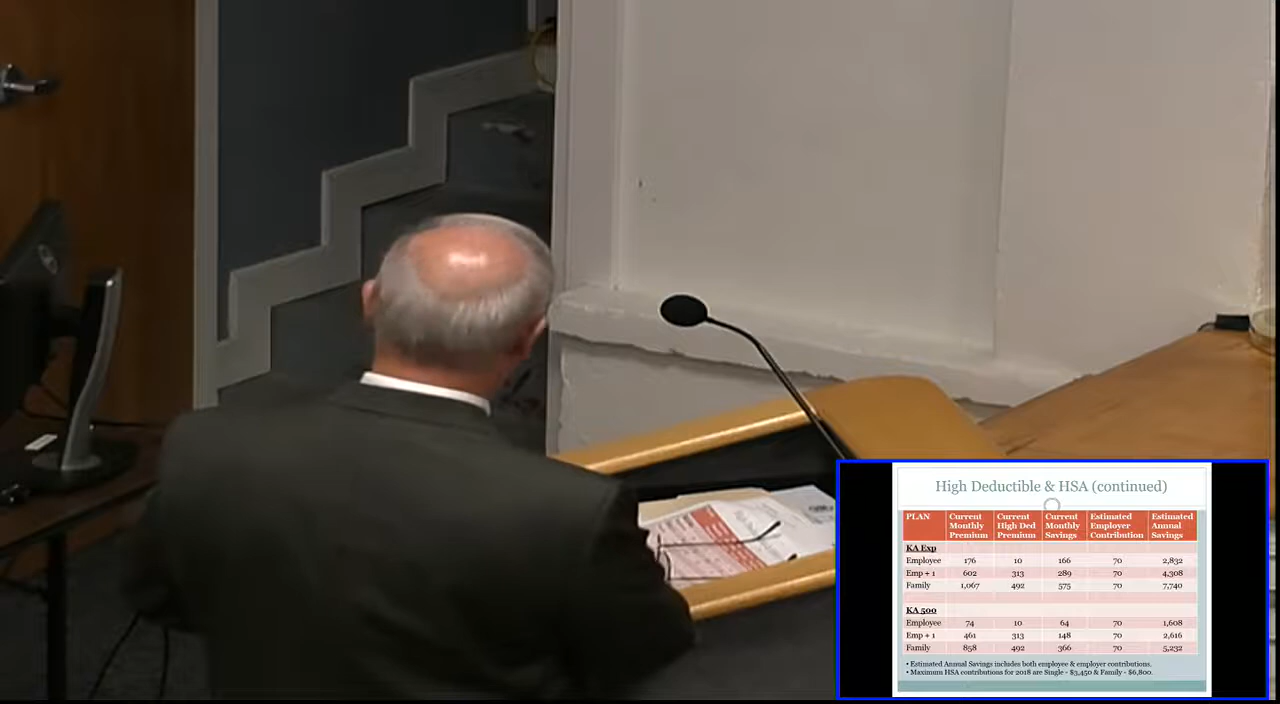 High Deductible & HSA (continued)
PLAN Current Monthly Premium Current High Ded Premium Current Monthly Savings Estimated Employer Contribution Estimated Annual Savings
KA Exp
Employee 176 10 166 70 2,832
Emp + 1 602 313 289 70 4,308
Family 1,067 492 575 70 7,740
KA 500
Employee 74 10 64 70 1,608
Emp + 1 461 313 148 70 2,616
Family 858 492 366 70 5,232
• Estimated Annual Savings includes both employee & employer contributions.
• Maximum HSA contributions for 2018 are Single - $3,450 & Family - $6,800.